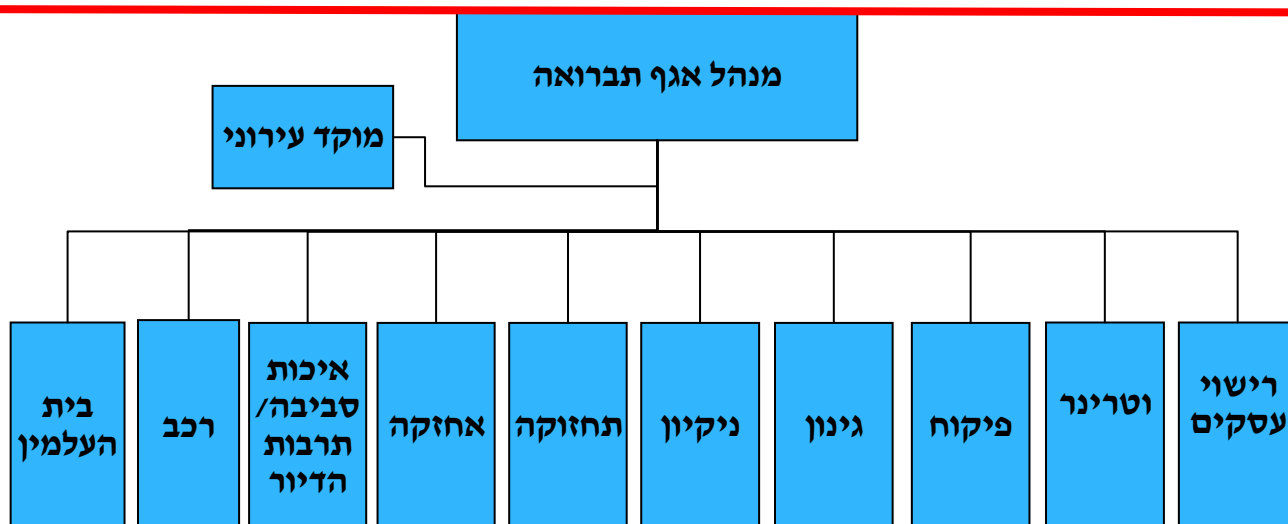 מנהל אגף תברואה
מוקד עירוני
רישוי
עסקים
וטרינר
פיקוח
גינון
ניקיון
תחזוקה
אחזקה
איכות
סביבה/
תרבות
הדיור
רכב
בית
העלמין